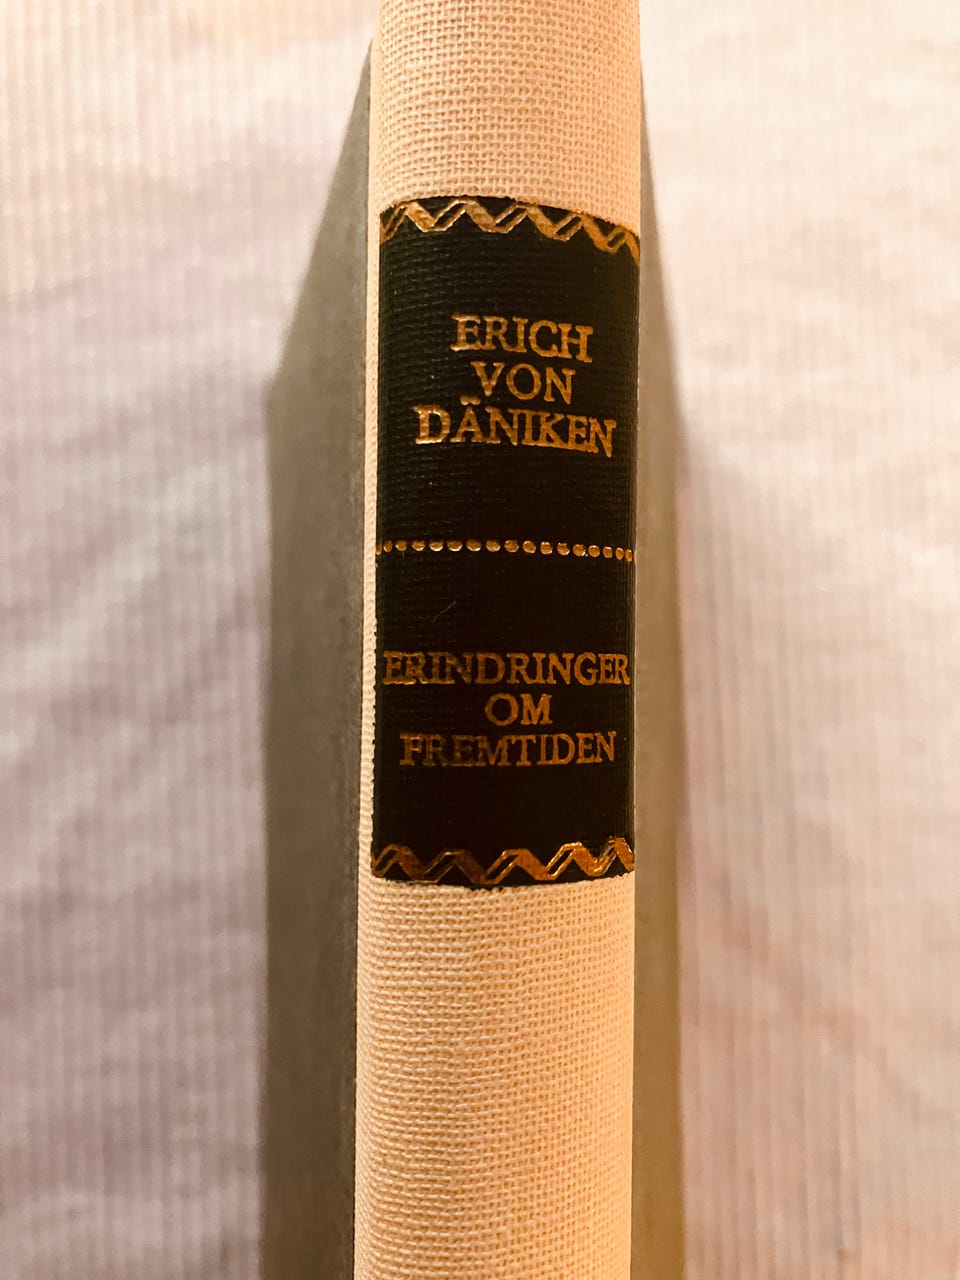 ERICH
VON
DÄNIKEN
ERINDRINGER
OM
FREMTIDEN